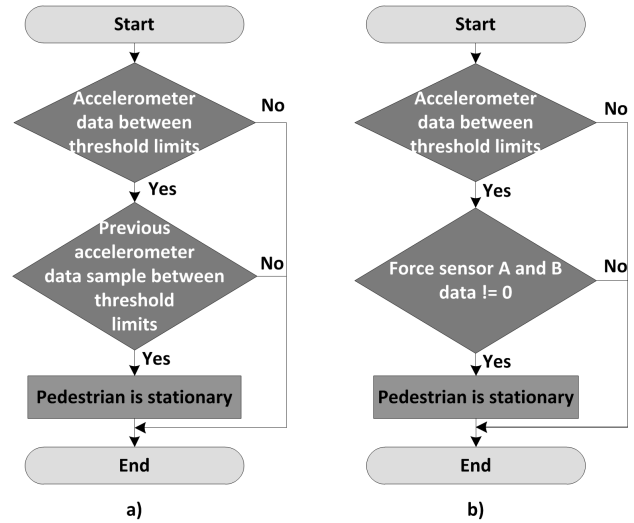 Start
Accelerometer
data between
threshold limits
No
Yes
Previous
accelerometer
data sample between
threshold
limits
No
Yes
Pedestrian is stationary
End
a)
Start
Accelerometer
data between
threshold limits
No
Yes
Force sensor A and B
data != 0
No
Yes
Pedestrian is stationary
End
b)